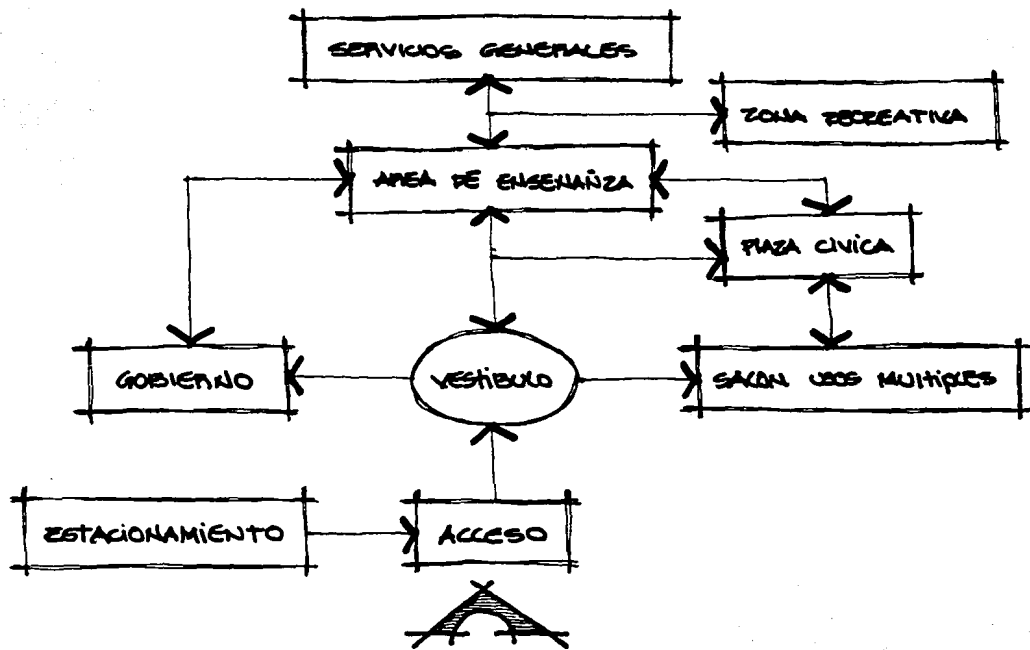 SERVICIOS GENERALES
ZONA RECREATIVA
AREA DE ENSEÑANZA
PLAZA CIVICA
GOBIERNO
VESTIBULO
SALON USOS MULTIPLES
ESTACIONAMIENTO
ACCESO